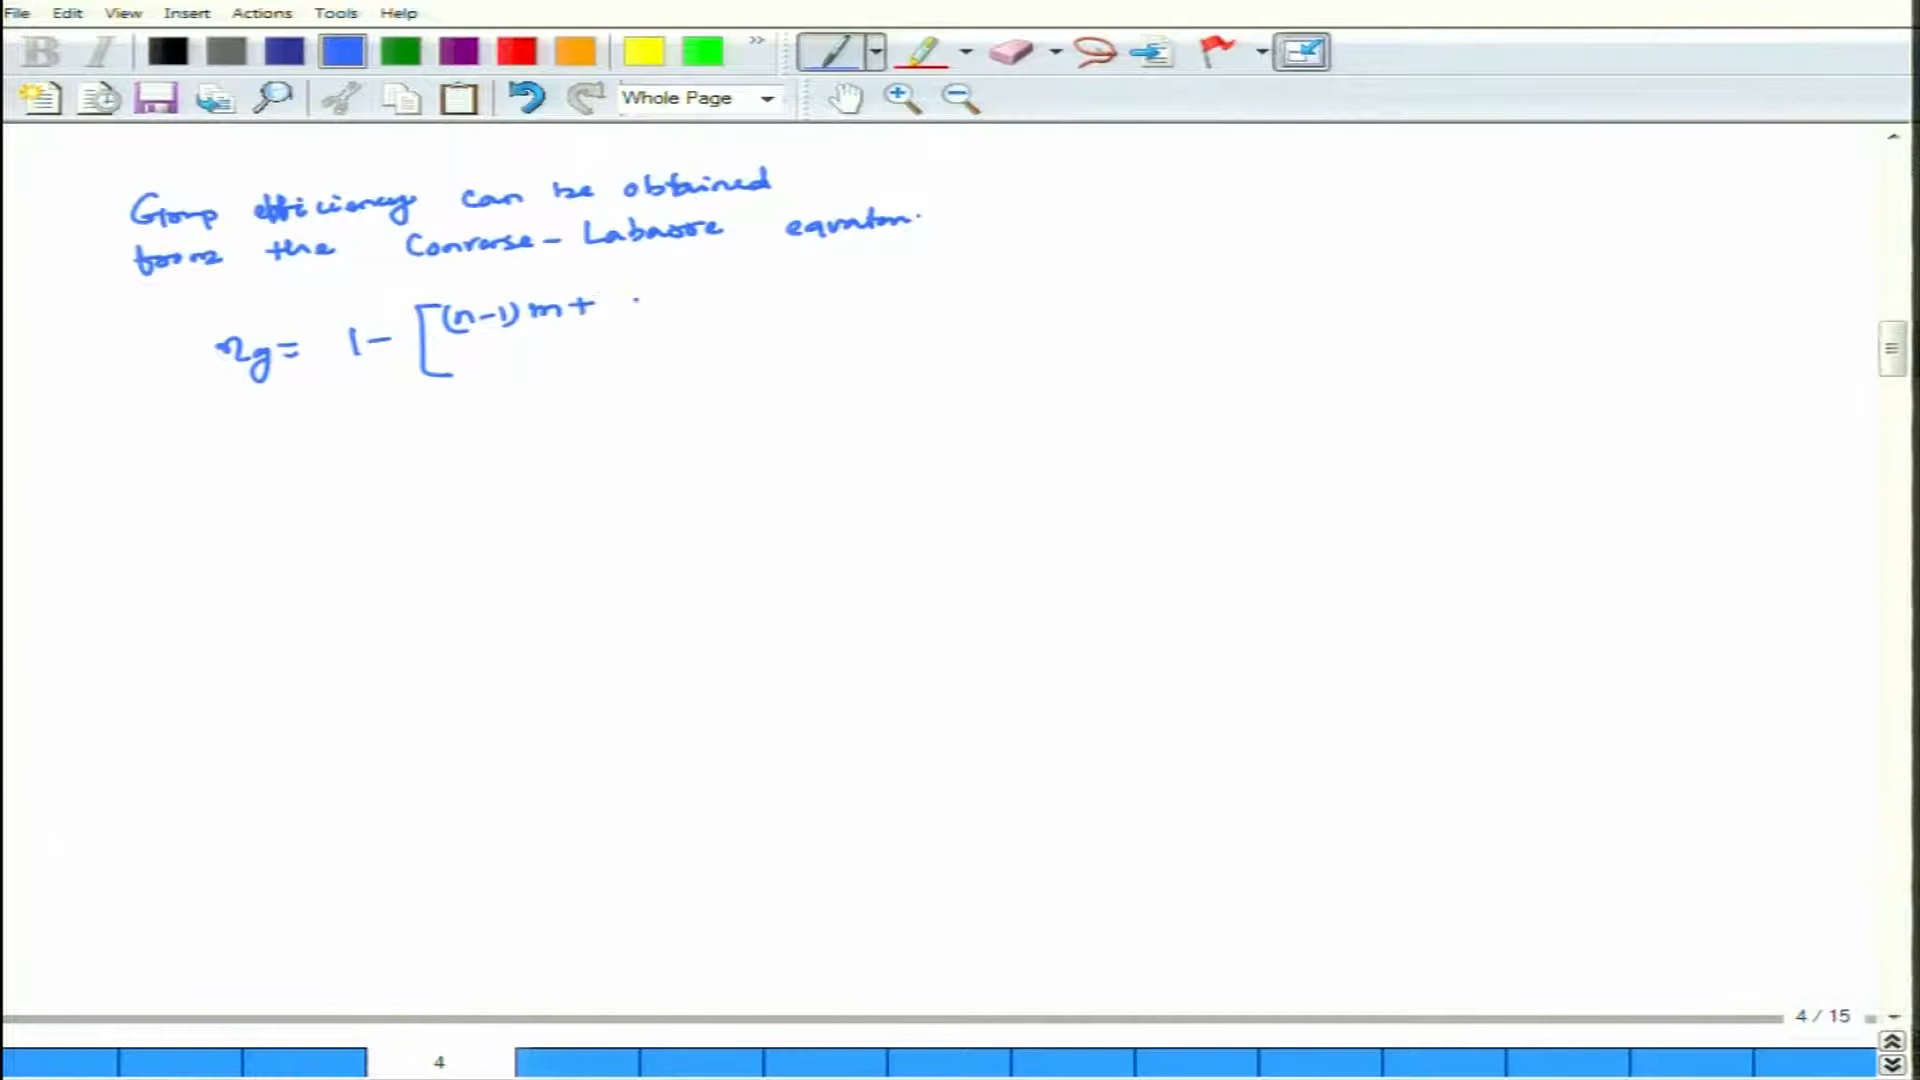 File Edit View Insert Actions Tools Help
B I
Whole Page
Group efficiency can be obtained
from the Converse-Labarre equation.
ηg = 1 - [(n-1)m+
4 / 15
4